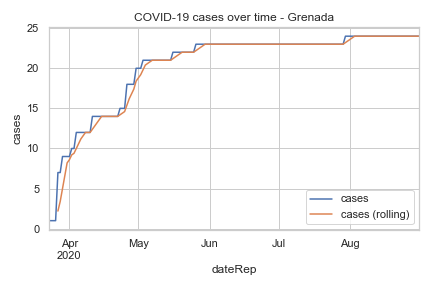 COVID-19 cases over time - Grenada
25
20
15
10
5
0
cases
Apr
2020
May
Jun
Jul
Aug
dateRep
cases
cases (rolling)